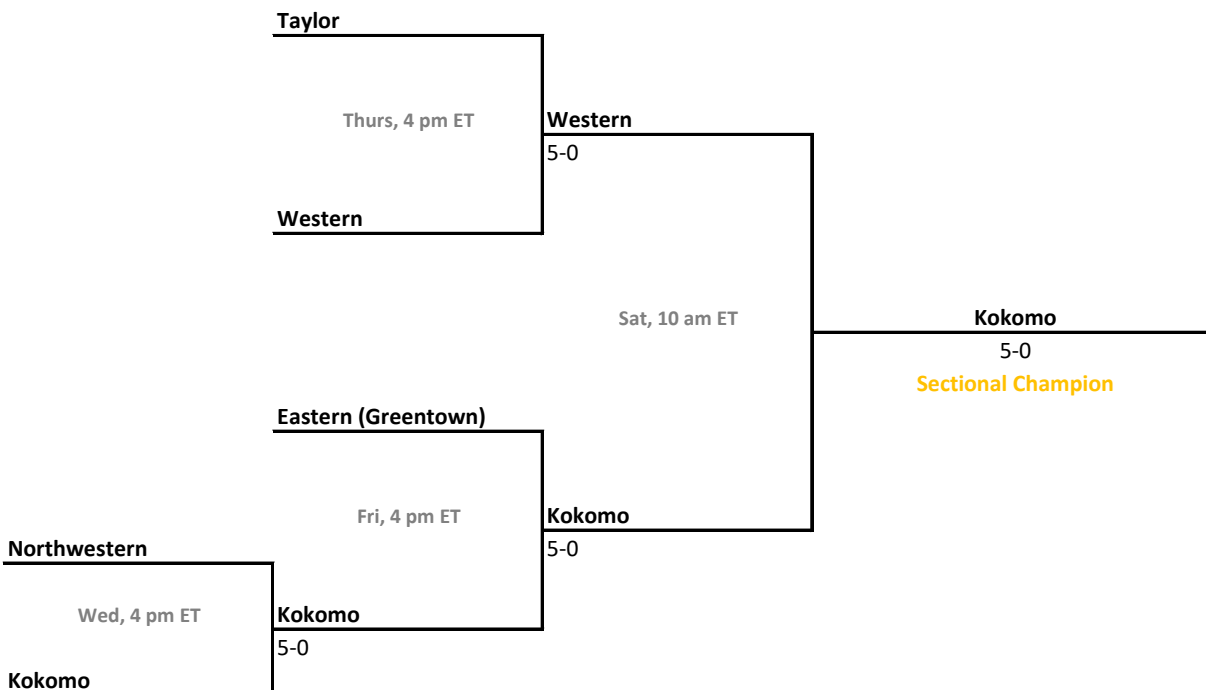 Taylor
Thurs, 4 pm ET
Western
5-0
Western
Sat, 10 am ET
Kokomo
5-0
Sectional Champion
Eastern (Greentown)
Fri, 4 pm ET
Kokomo
5-0
Northwestern
Wed, 4 pm ET
Kokomo
5-0
Kokomo